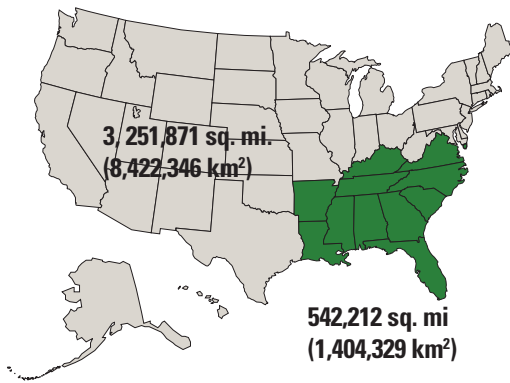 3, 251,871 sq. mi.
(8,422,346 km²)
542,212 sq. mi
(1,404,329 km²)